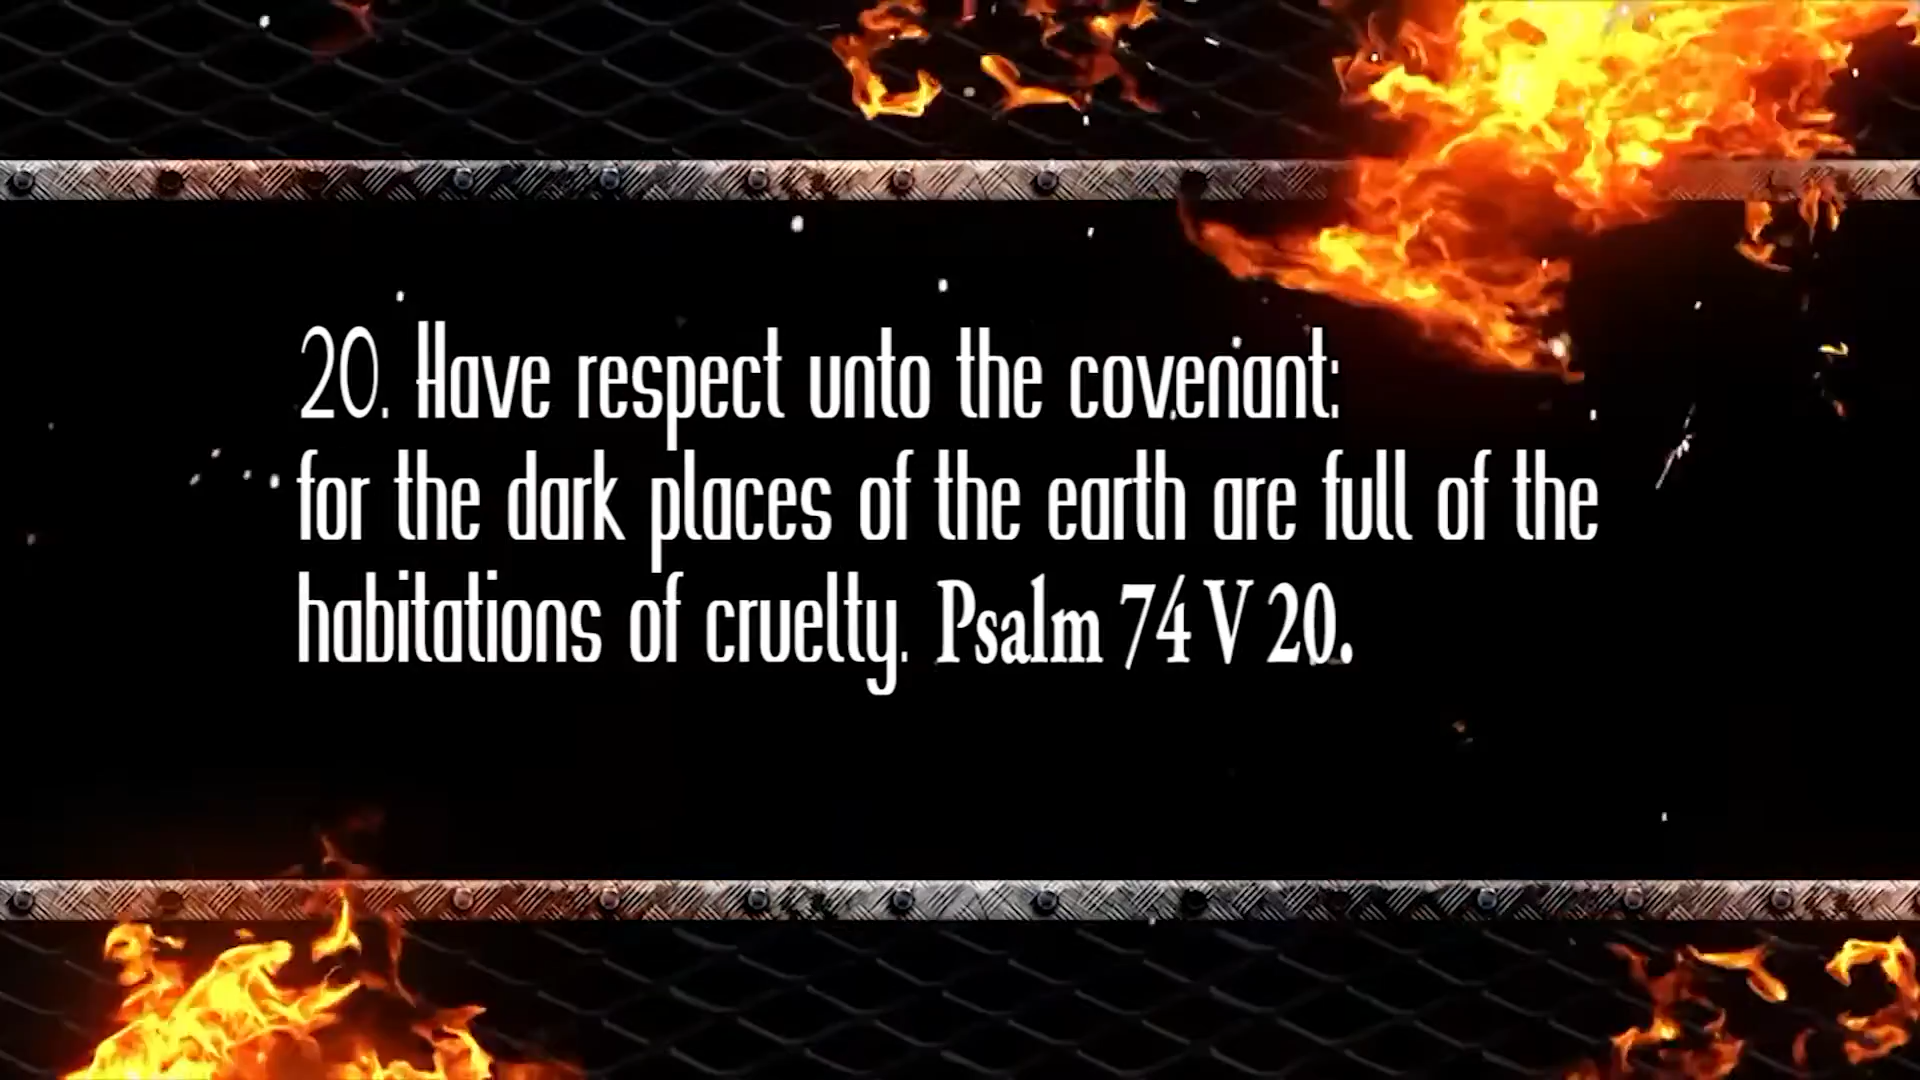 20. Have respect unto the covenant:
for the dark places of the earth are full of the
habitations of cruelty. Psalm 74 V 20.